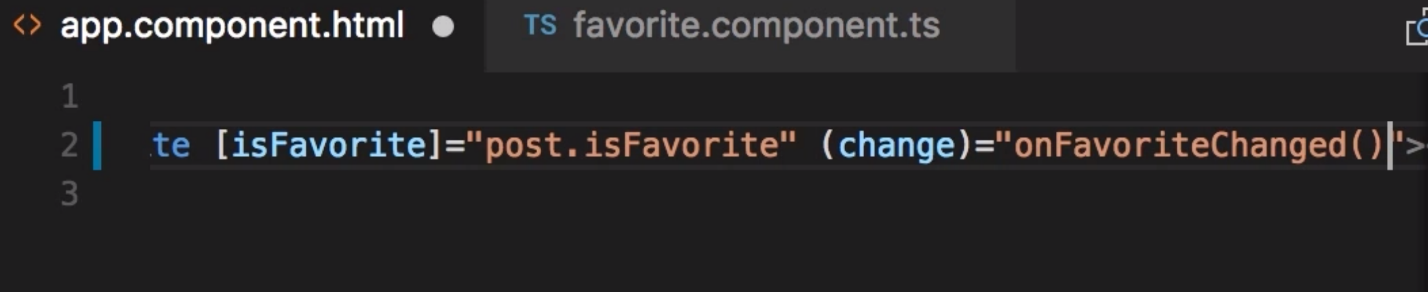 <> app.component.html ● TS favorite.component.ts
1
2 te [isFavorite]="post.isFavorite" (change)="onFavoriteChanged()">
3